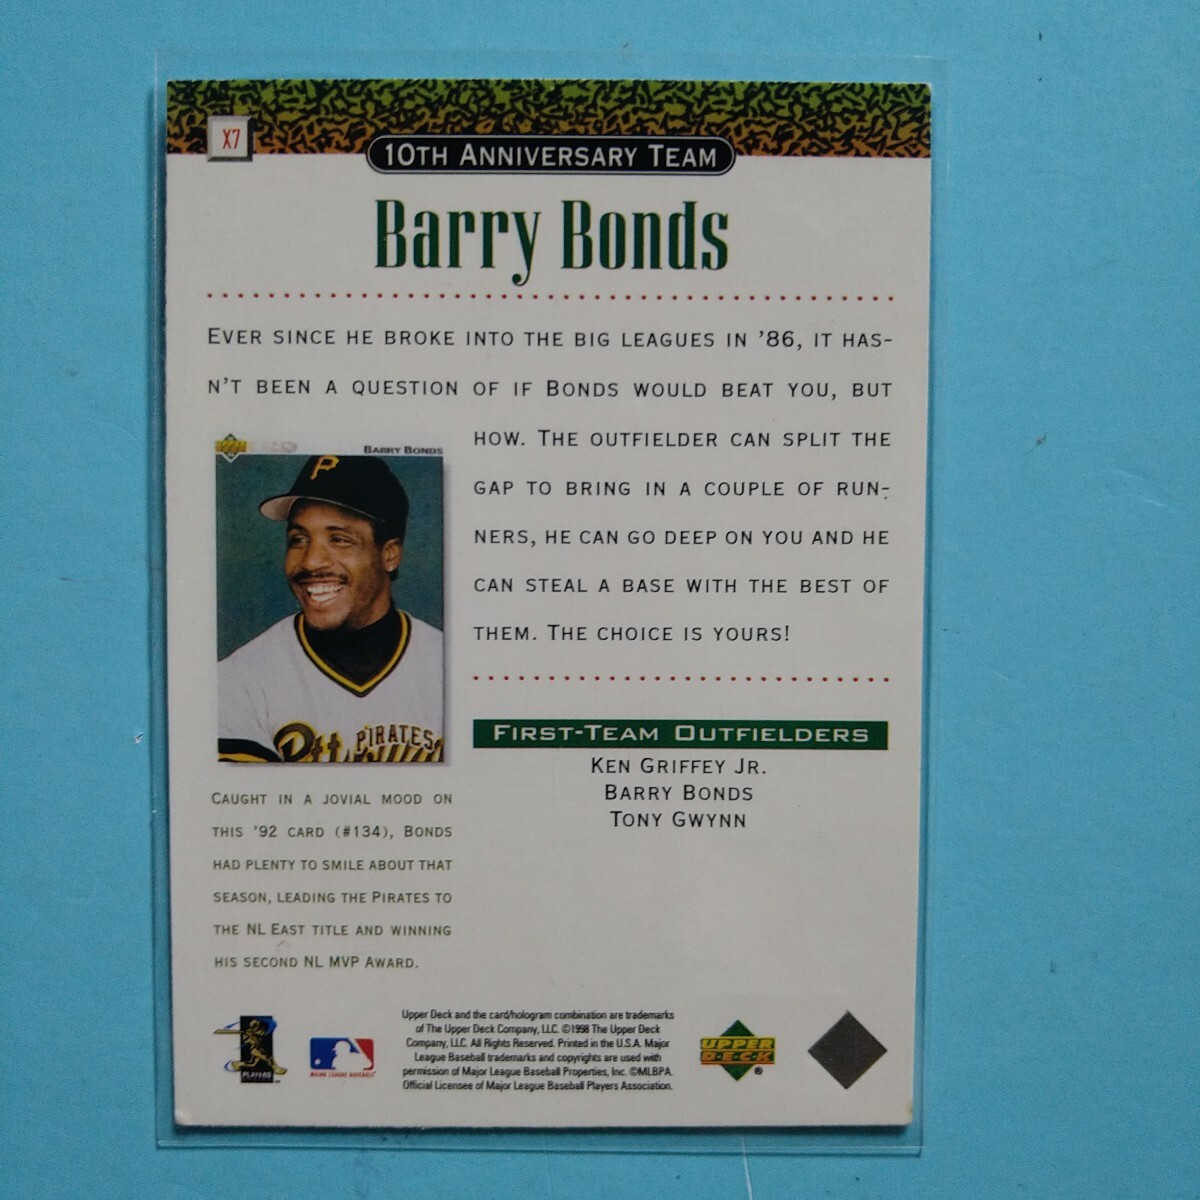 X7
10TH ANNIVERSARY TEAM
Barry Bonds
EVER SINCE HE BROKE INTO THE BIG LEAGUES IN '86, IT HAS-
N'T BEEN A QUESTION OF IF BONDS WOULD BEAT YOU, BUT
HOW. THE OUTFIELDER CAN SPLIT THE
GAP TO BRING IN A COUPLE OF RUN-
NERS, HE CAN GO DEEP ON YOU AND HE
CAN STEAL A BASE WITH THE BEST OF
THEM. THE CHOICE IS YOURS!
BARRY BONDS
P
PIRATES
CAUGHT IN A JOVIAL MOOD ON
THIS '92 CARD (#134), BONDS
HAD PLENTY TO SMILE ABOUT THAT
SEASON, LEADING THE PIRATES TO
THE NL EAST TITLE AND WINNING
HIS SECOND NL MVP AWARD.
FIRST-TEAM OUTFIELDERS
KEN GRIFFEY JR.
BARRY BONDS
TONY GWYNN
PLAYERS
MAJOR LEAGUE BASEBALL
Upper Deck and the card/hologram combination are trademarks
of The Upper Deck Company, LLC. ©1998 The Upper Deck
Company, LLC. All Rights Reserved. Printed in the U.S.A. Major
League Baseball trademarks and copyrights are used with
permission of Major League Baseball Properties, Inc. ©MLBPA
Official Licensee of Major League Baseball Players Association.
UPPER
DECK
®